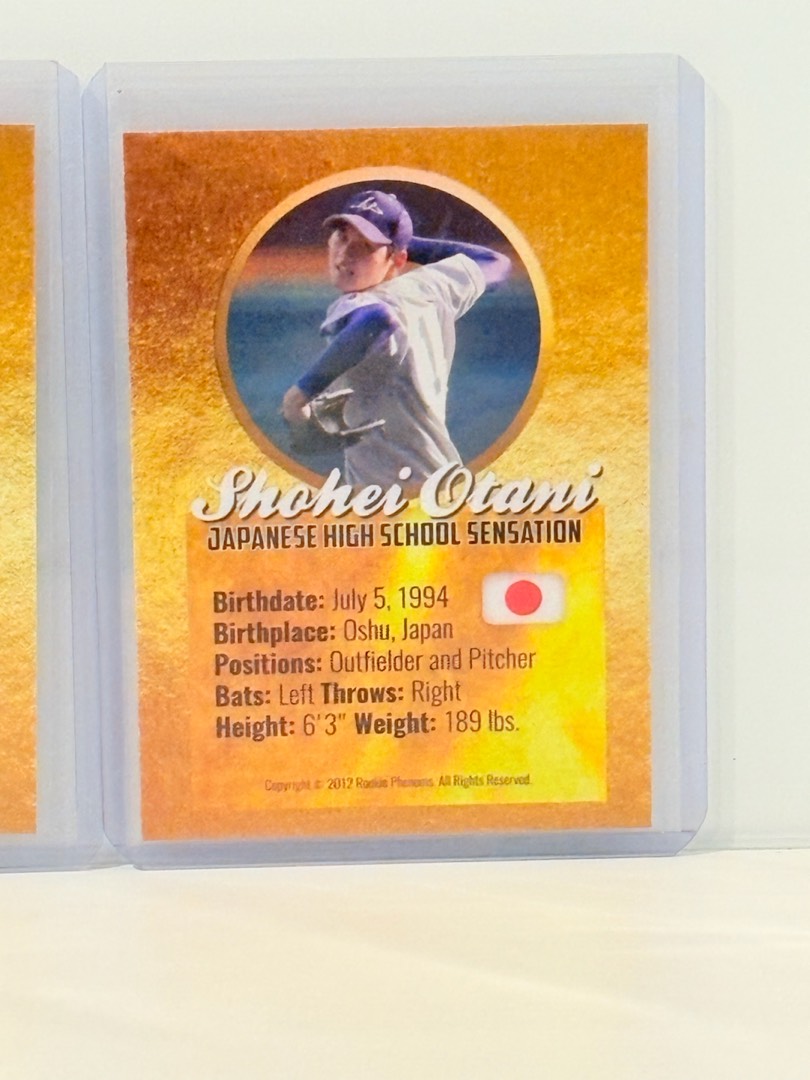 Shohei Otani
JAPANESE HIGH SCHOOL SENSATION
Birthdate: July 5, 1994
Birthplace: Oshu, Japan
Positions: Outfielder and Pitcher
Bats: Left Throws: Right
Height: 6'3" Weight: 189 lbs.
Copyright © 2012 Rookie Phenoms. All Rights Reserved.